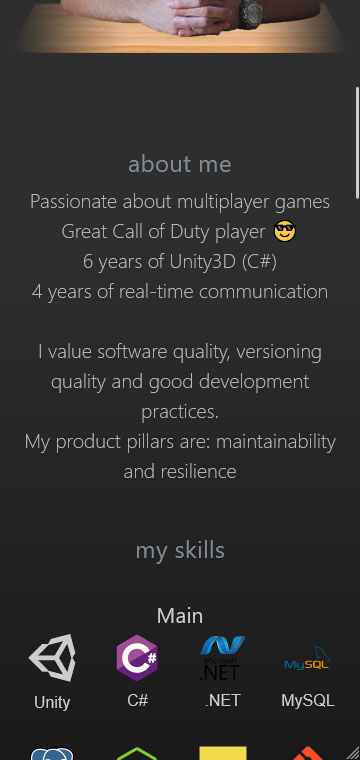 about me
Passionate about multiplayer games
Great Call of Duty player 😎
6 years of Unity3D (C#)
4 years of real-time communication
I value software quality, versioning
quality and good development
practices.
My product pillars are: maintainability
and resilience
my skills
Main
C#
Microsoft
.NET
MySQL
Unity
C#
.NET
MySQL